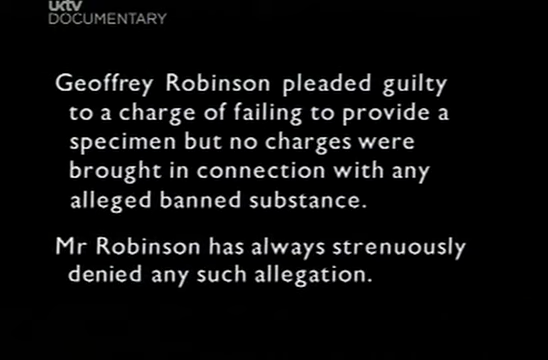 uktv
DOCUMENTARY
Geoffrey Robinson pleaded guilty
to a charge of failing to provide a
specimen but no charges were
brought in connection with any
alleged banned substance.
Mr Robinson has always strenuously
denied any such allegation.